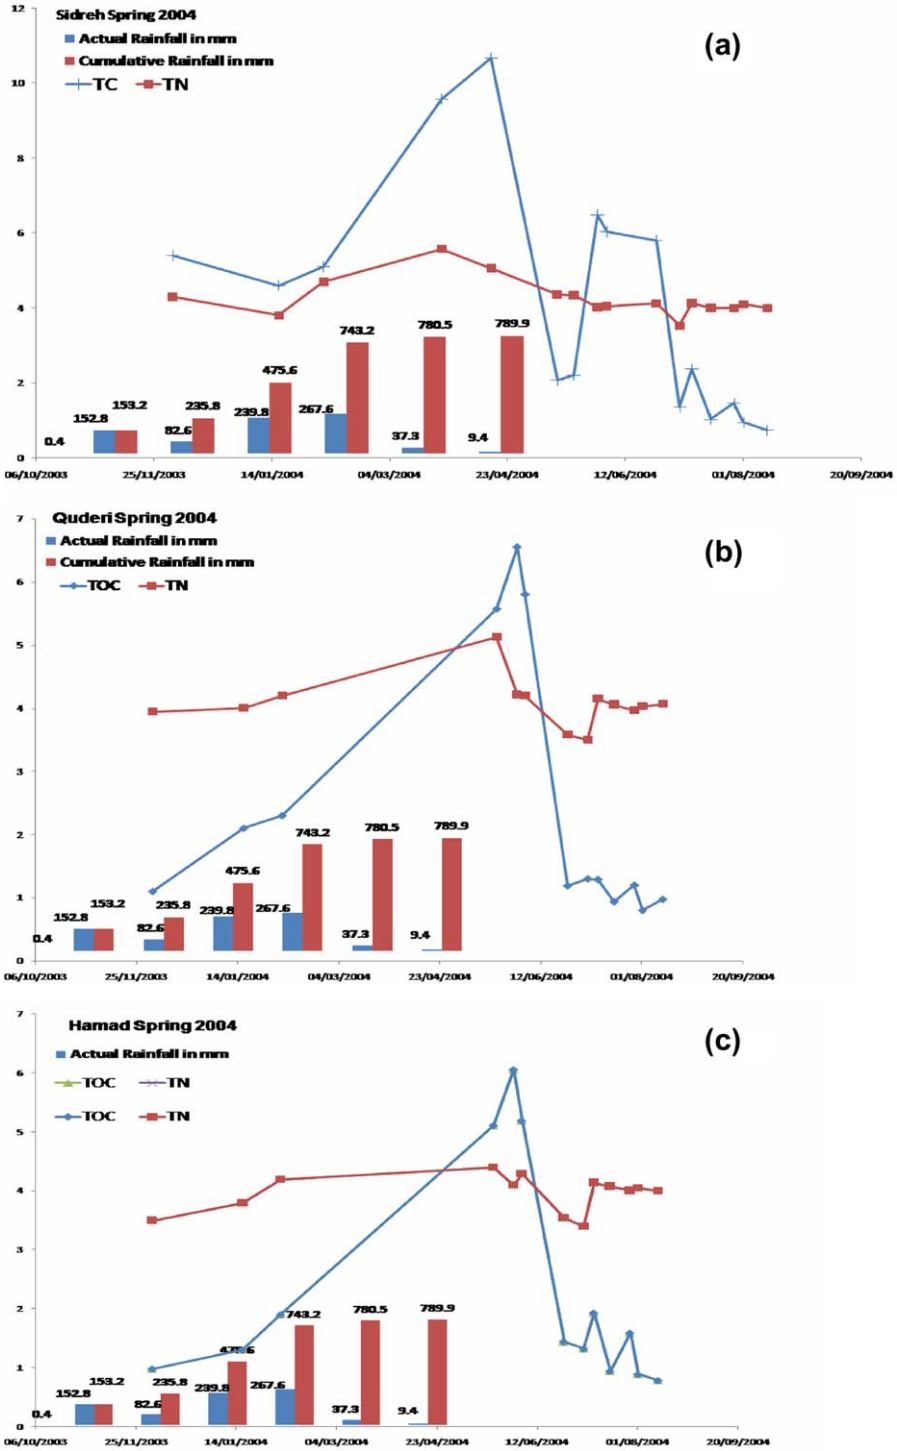 12
Sidreh Spring 2004
(a)
Actual Rainfall in mm
Cumulative Rainfall in mm
TC TN
10
8
6
4
743.2 780.5 789.9
475.6
2
153.2 235.8 239.8 267.6
152.8 82.6 37.3 9.4
0.4
0
06/10/2003 25/11/2003 14/01/2004 04/03/2004 23/04/2004 12/06/2004 01/08/2004 20/09/2004
7
Quderi Spring 2004
Actual Rainfall in mm
(b)
Cumulative Rainfall in mm
TOC TN
6
5
4
3
2
743.2 780.5 789.9
475.6
1
153.2 235.8 239.8 267.6
152.8 82.6 37.3 9.4
0.4
0
06/10/2003 25/11/2003 14/01/2004 04/03/2004 23/04/2004 12/06/2004 01/08/2004 20/09/2004
7
Hamad Spring 2004
(c)
Actual Rainfall in mm
TOC TN
6
TOC TN
5
4
3
2
743.2 780.5 789.9
475.6
1
153.2 235.8 239.8 267.6
152.8 82.6 37.3 9.4
0.4
0
06/10/2003 25/11/2003 14/01/2004 04/03/2004 23/04/2004 12/06/2004 01/08/2004 20/09/2004